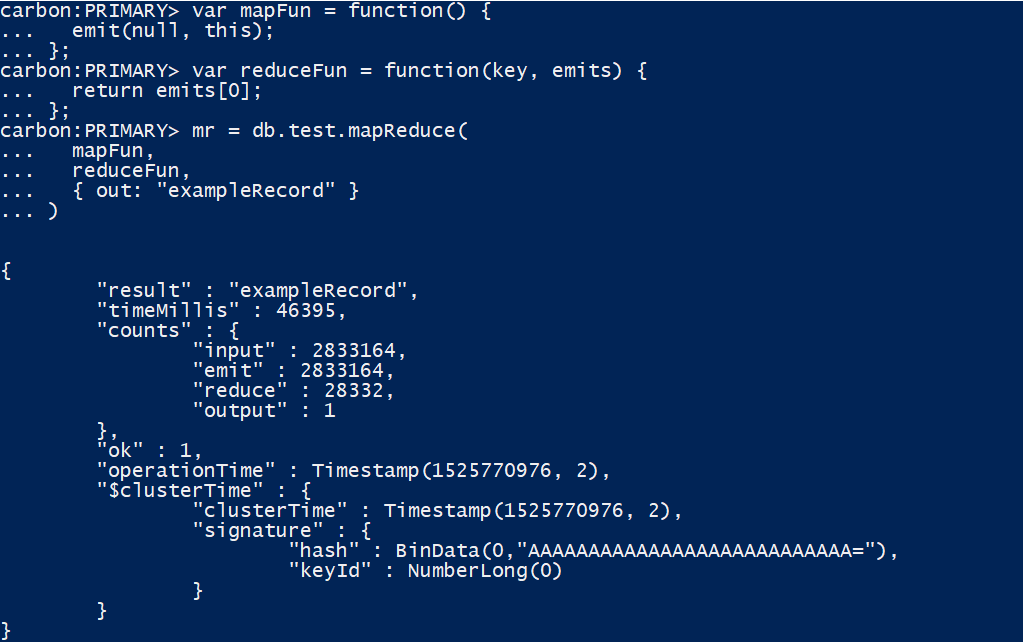 carbon:PRIMARY> var mapFun = function() {
...   emit(null, this);
... };
carbon:PRIMARY> var reduceFun = function(key, emits) {
...   return emits[0];
... };
carbon:PRIMARY> mr = db.test.mapReduce(
...   mapFun,
...   reduceFun,
...   { out: "exampleRecord" }
... )
{
        "result" : "exampleRecord",
        "timeMillis" : 46395,
        "counts" : {
                "input" : 2833164,
                "emit" : 2833164,
                "reduce" : 28332,
                "output" : 1
        },
        "ok" : 1,
        "operationTime" : Timestamp(1525770976, 2),
        "$clusterTime" : {
                "clusterTime" : Timestamp(1525770976, 2),
                "signature" : {
                        "hash" : BinData(0,"AAAAAAAAAAAAAAAAAAAAAAAAAAA="),
                        "keyId" : NumberLong(0)
                }
        }
}